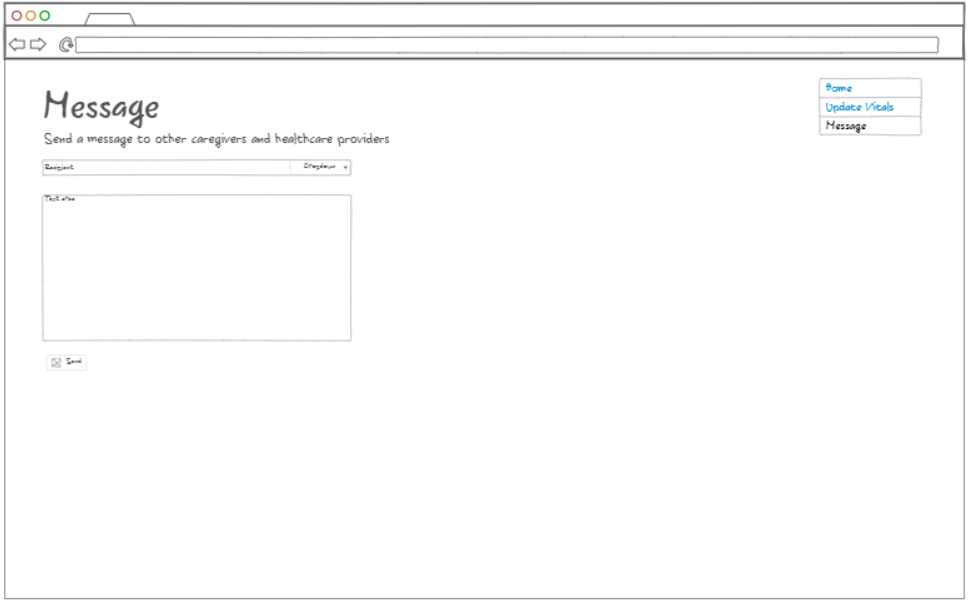 Message
Send a message to other caregivers and healthcare providers
Recipient
Dropdown
Text area
Send
Home
Update Vitals
Message